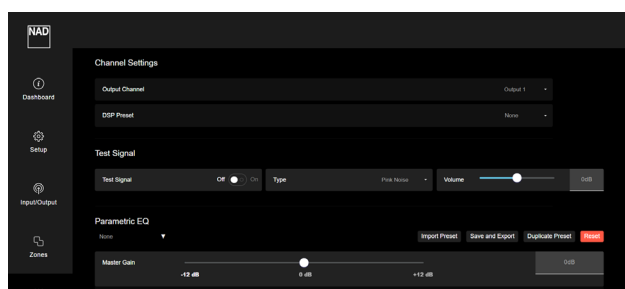 NAD
Channel Settings
Dashboard
Output Channel Output 1
DSP Preset None
Setup
Test Signal
Test Signal Off On Type Pink Noise Volume 0dB
Input/Output
Parametric EQ
None Import Preset Save and Export Duplicate Preset Reset
Zones
Master Gain 0dB
-12 dB 0 dB +12 dB